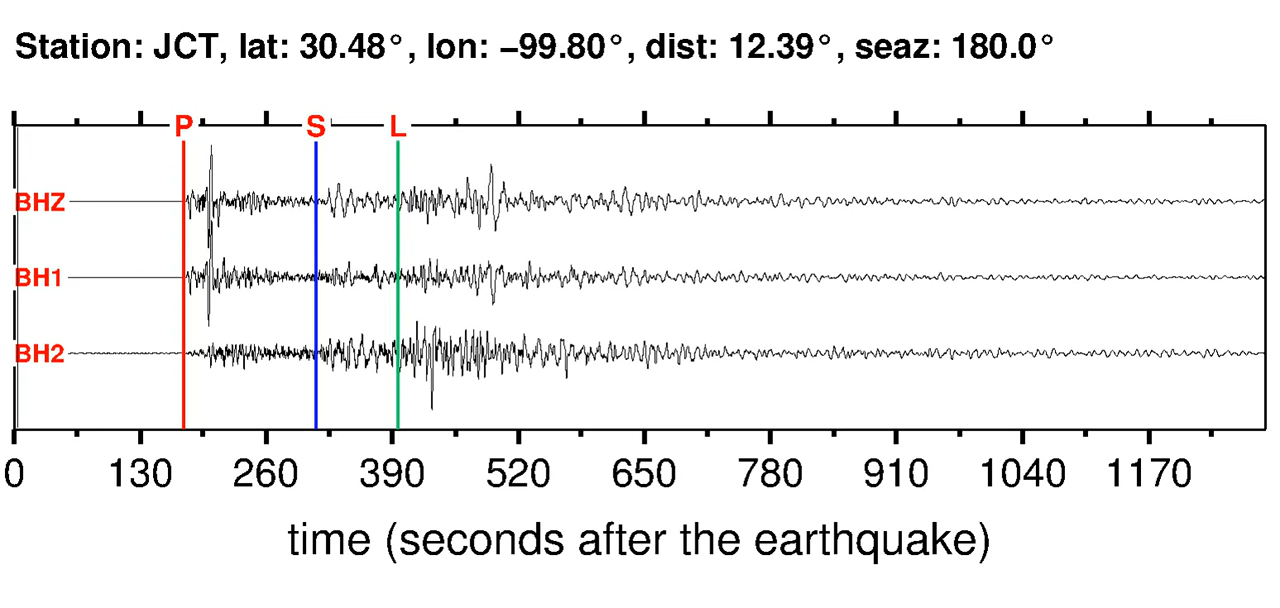 Station: JCT, lat: 30.48°, lon: −99.80°, dist: 12.39°, seaz: 180.0°
P S L
BHZ
BH1
BH2
0 130 260 390 520 650 780 910 1040 1170
time (seconds after the earthquake)